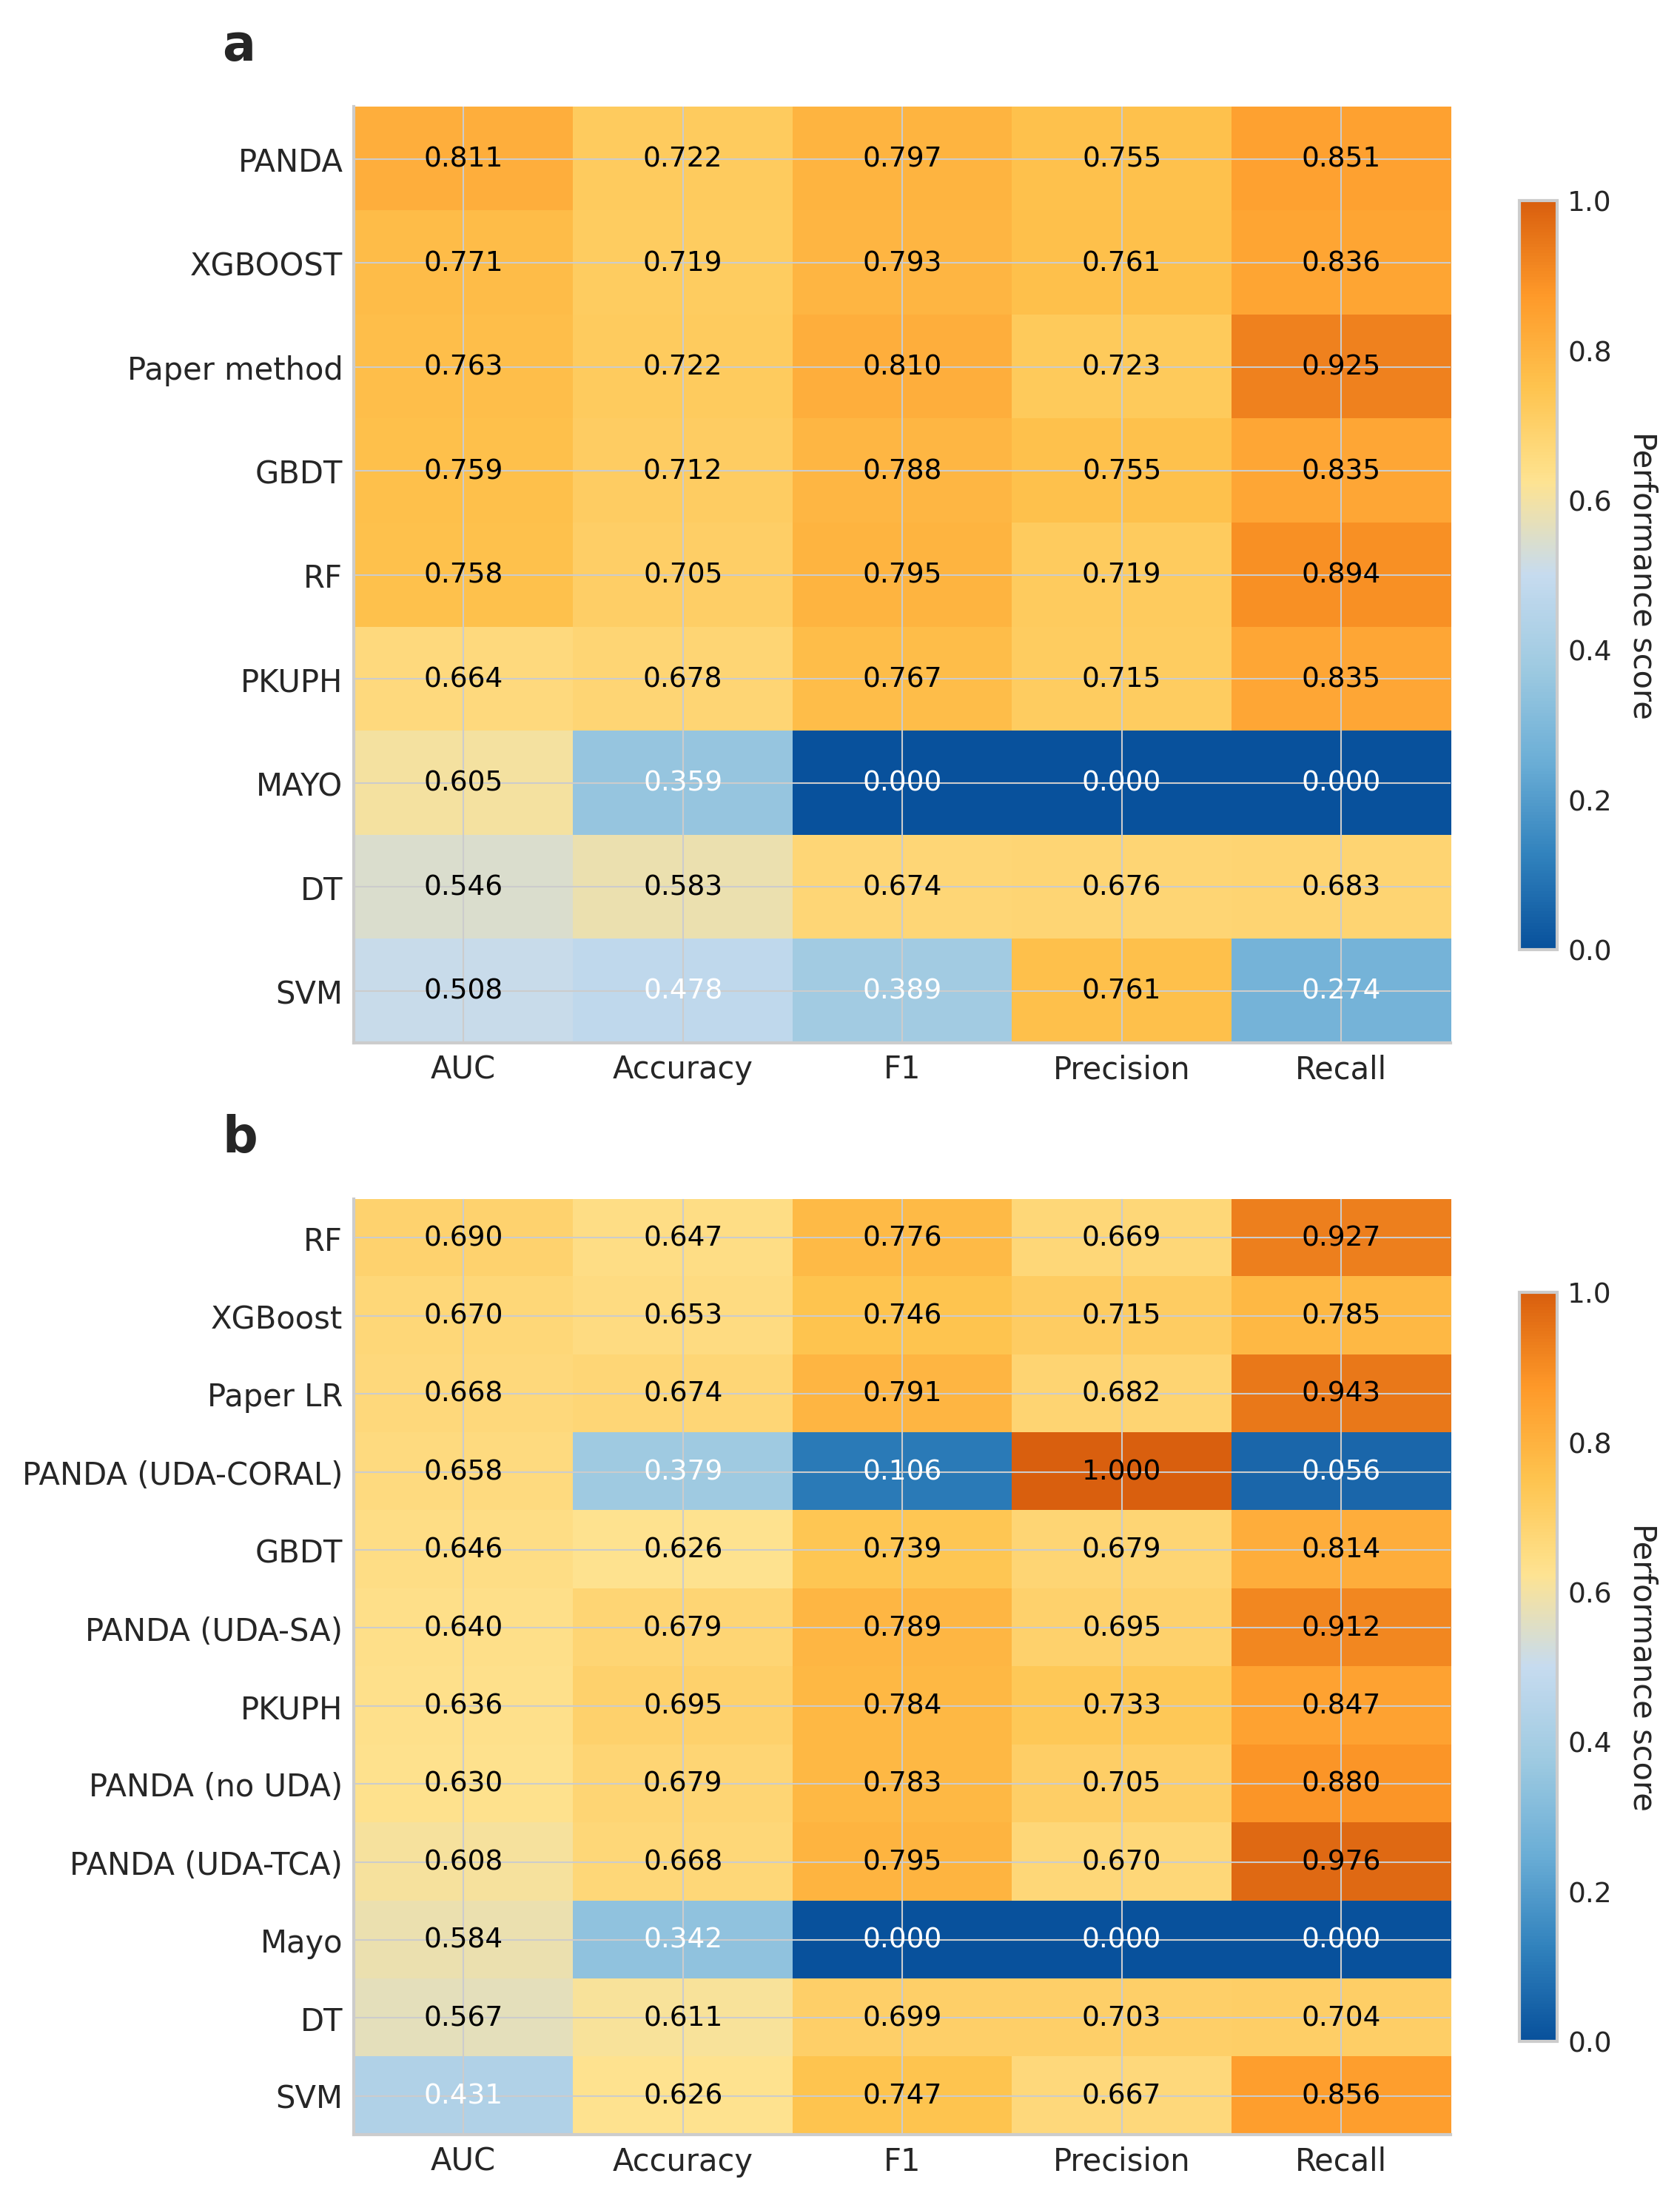 a
PANDA 0.811 0.722 0.797 0.755 0.851
XGBOOST 0.771 0.719 0.793 0.761 0.836
Paper method 0.763 0.722 0.810 0.723 0.925
GBDT 0.759 0.712 0.788 0.755 0.835
RF 0.758 0.705 0.795 0.719 0.894
PKUPH 0.664 0.678 0.767 0.715 0.835
MAYO 0.605 0.359 0.000 0.000 0.000
DT 0.546 0.583 0.674 0.676 0.683
SVM 0.508 0.478 0.389 0.761 0.274
AUC Accuracy F1 Precision Recall
1.0
0.8
0.6
0.4
0.2
0.0
Performance score
b
RF 0.690 0.647 0.776 0.669 0.927
XGBoost 0.670 0.653 0.746 0.715 0.785
Paper LR 0.668 0.674 0.791 0.682 0.943
PANDA (UDA-CORAL) 0.658 0.379 0.106 1.000 0.056
GBDT 0.646 0.626 0.739 0.679 0.814
PANDA (UDA-SA) 0.640 0.679 0.789 0.695 0.912
PKUPH 0.636 0.695 0.784 0.733 0.847
PANDA (no UDA) 0.630 0.679 0.783 0.705 0.880
PANDA (UDA-TCA) 0.608 0.668 0.795 0.670 0.976
Mayo 0.584 0.342 0.000 0.000 0.000
DT 0.567 0.611 0.699 0.703 0.704
SVM 0.431 0.626 0.747 0.667 0.856
AUC Accuracy F1 Precision Recall
1.0
0.8
0.6
0.4
0.2
0.0
Performance score